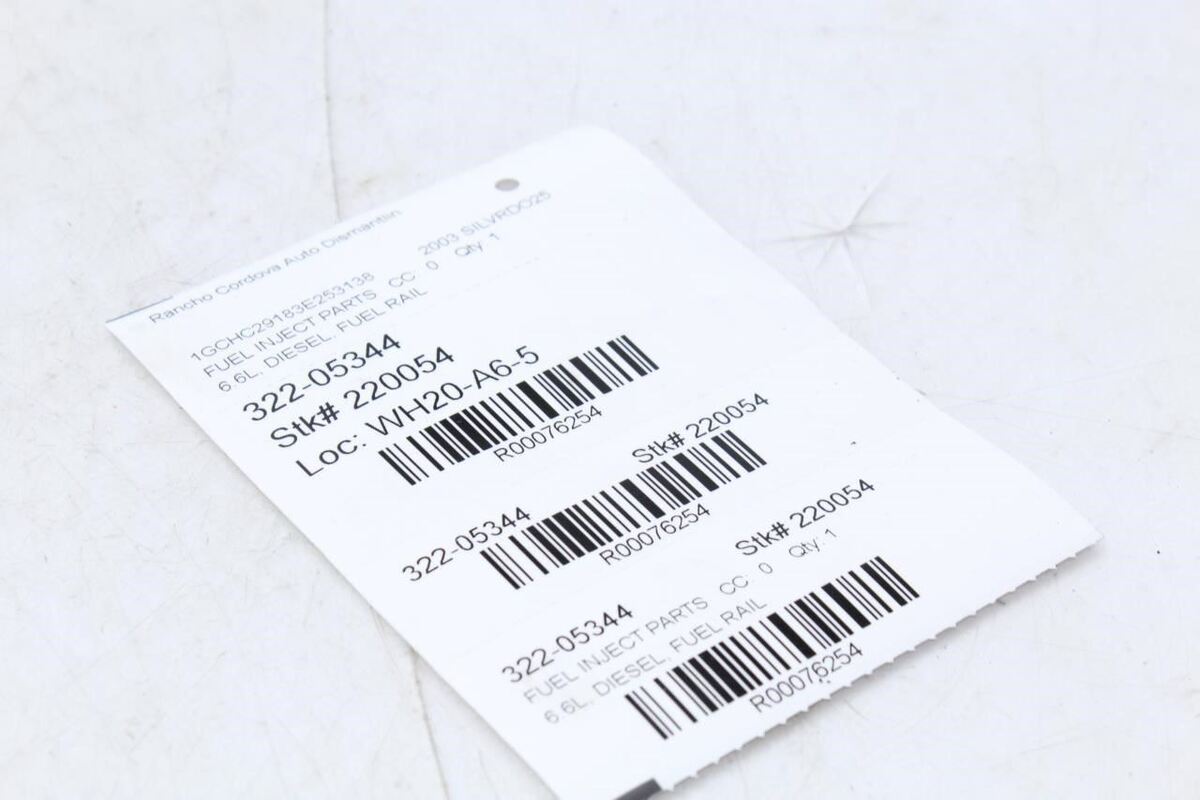 Rancho Cordova Auto Dismantlin
1GCHC29183E253138 2003 SILVRDO25
FUEL INJECT PARTS CC: 0 Qty: 1
6.6L, DIESEL, FUEL RAIL
322-05344
Stk# 220054
Loc: WH20-A6-5
R00076254
322-05344 Stk# 220054
R00076254
322-05344 Stk# 220054
FUEL INJECT PARTS CC: 0 Qty: 1
6.6L, DIESEL, FUEL RAIL
R00076254